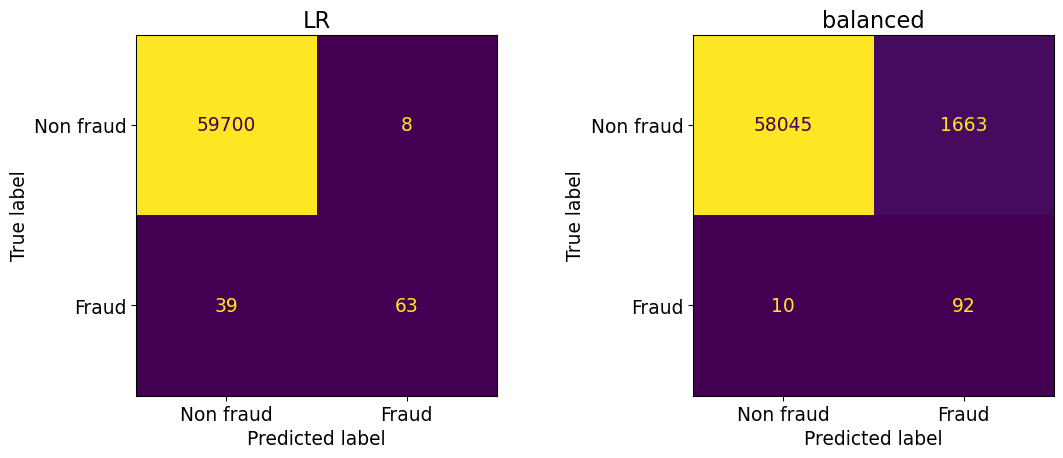 LR
True label
Non fraud
59700
8
Fraud
39
63
Non fraud
Fraud
Predicted label
balanced
True label
Non fraud
58045
1663
Fraud
10
92
Non fraud
Fraud
Predicted label